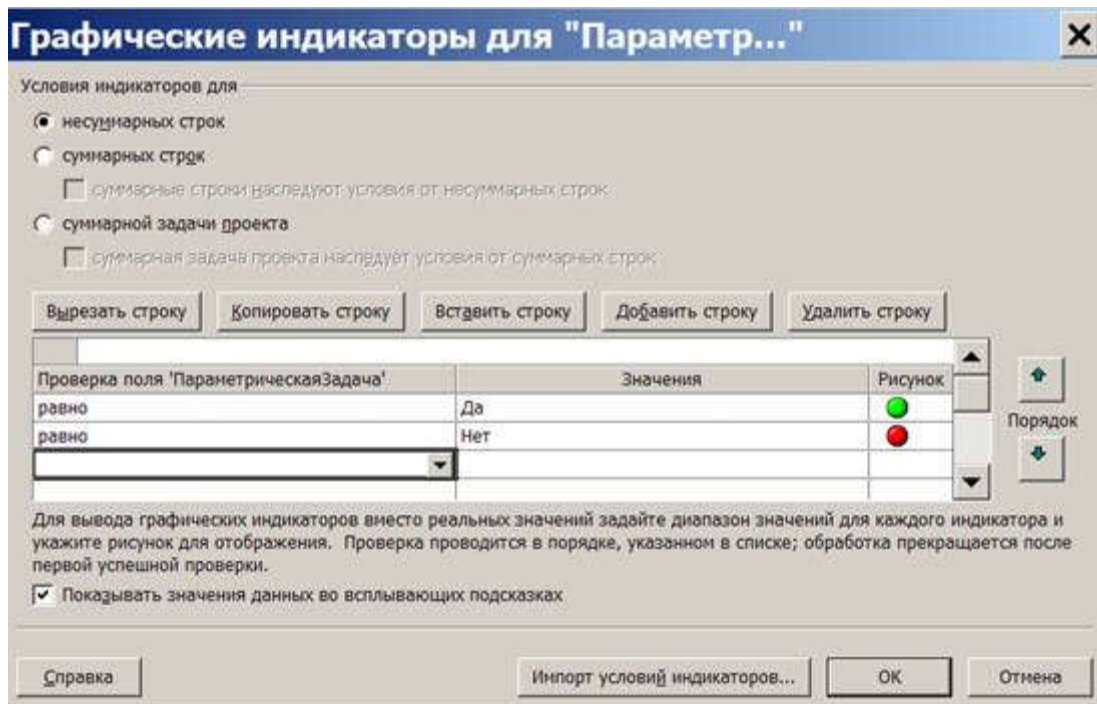 Графические индикаторы для "Параметр..."
Условия индикаторов для
несуммарных строк
суммарных строк
суммарные строки наследуют условия от несуммарных строк
суммарной задачи проекта
суммарная задача проекта наследует условия от суммарных строк
Вырезать строку Копировать строку Вставить строку Добавить строку Удалить строку
Проверка поля 'ПараметрическаяЗадача' Значения Рисунок
равно Да
равно Нет
Порядок
Для вывода графических индикаторов вместо реальных значений задайте диапазон значений для каждого индикатора и
укажите рисунок для отображения. Проверка проводится в порядке, указанном в списке; обработка прекращается после
первой успешной проверки.
Показывать значения данных во всплывающих подсказках
Справка Импорт условий индикаторов... ОК Отмена